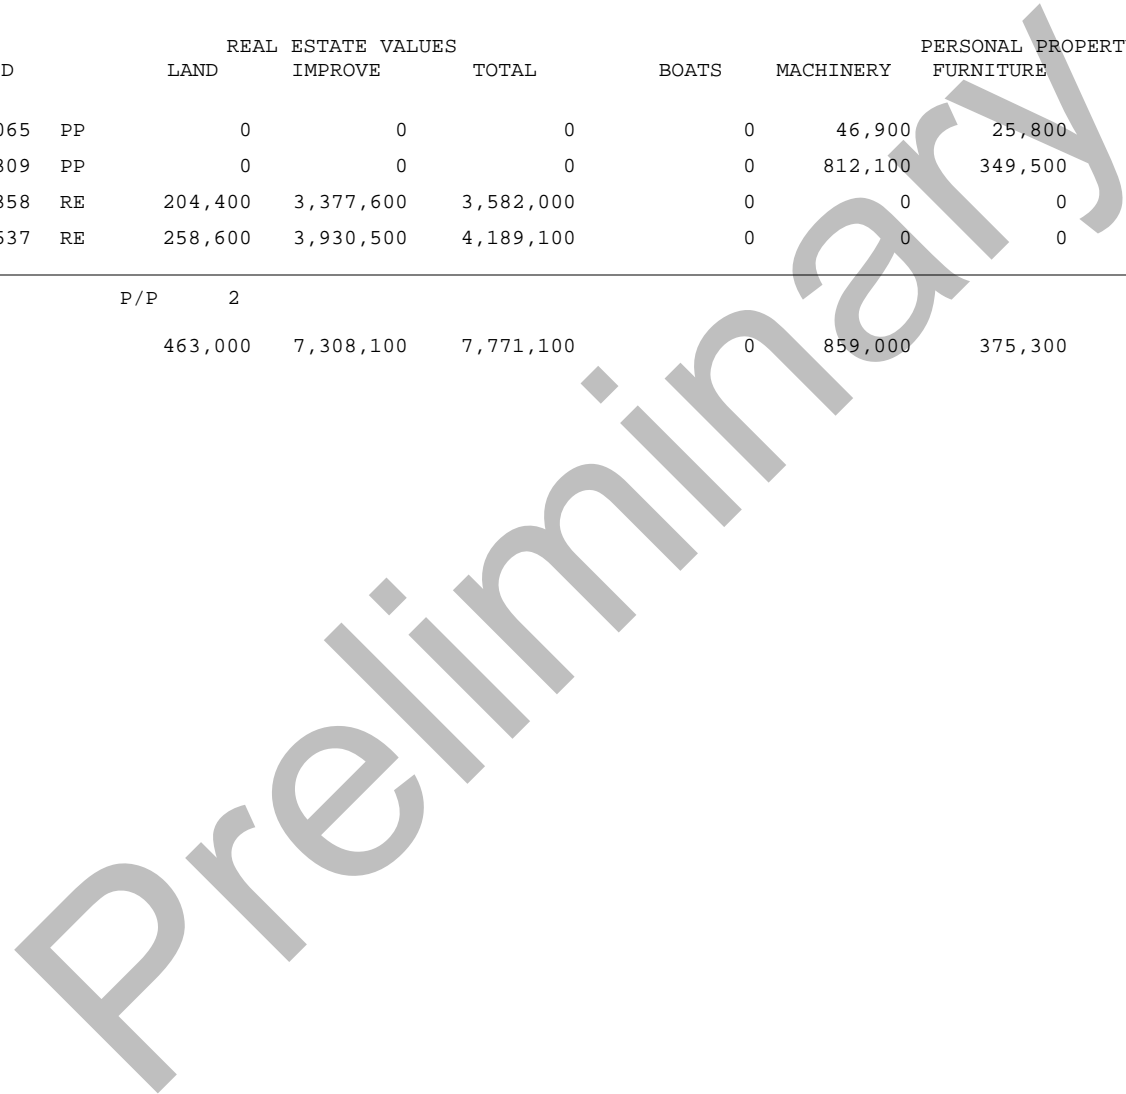 REAL ESTATE VALUES PERSONAL PROPERT
D LAND IMPROVE TOTAL BOATS MACHINERY FURNITURE
065 PP 0 0 0 0 46,900 25,800
309 PP 0 0 0 0 812,100 349,500
358 RE 204,400 3,377,600 3,582,000 0 0 0
537 RE 258,600 3,930,500 4,189,100 0 0 0
P/P 2
463,000 7,308,100 7,771,100 0 859,000 375,300
Preliminary